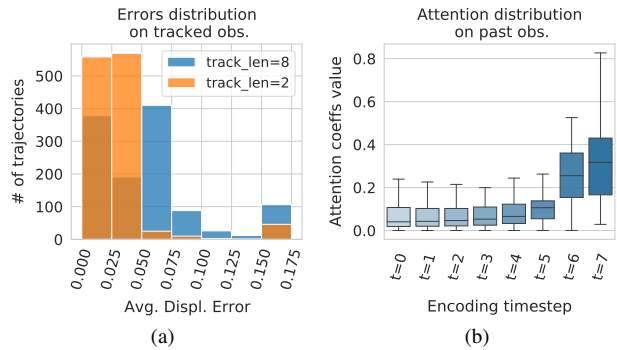 Errors distribution
on tracked obs.
# of trajectories
500
400
300
200
100
0
track_len=8
track_len=2
0.000
0.025
0.050
0.075
0.100
0.125
0.150
0.175
Avg. Displ. Error
(a)
Attention distribution
on past obs.
Attention coeffs value
0.8
0.6
0.4
0.2
0.0
t=0
t=1
t=2
t=3
t=4
t=5
t=6
t=7
Encoding timestep
(b)